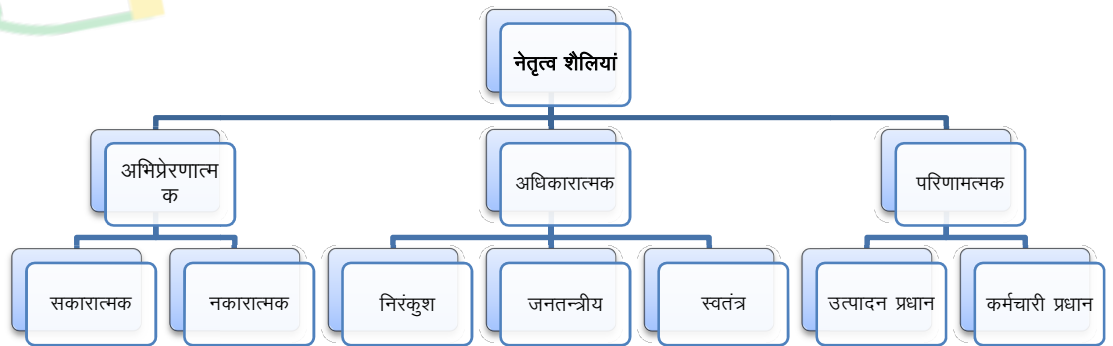 नेतृत्व शैलियां
अभिप्रेरणात्म
क
अधिकारात्मक
परिणामत्मक
सकारात्मक
नकारात्मक
निरंकुश
जनतन्त्रीय
स्वतंत्र
उत्पादन प्रधान
कर्मचारी प्रधान